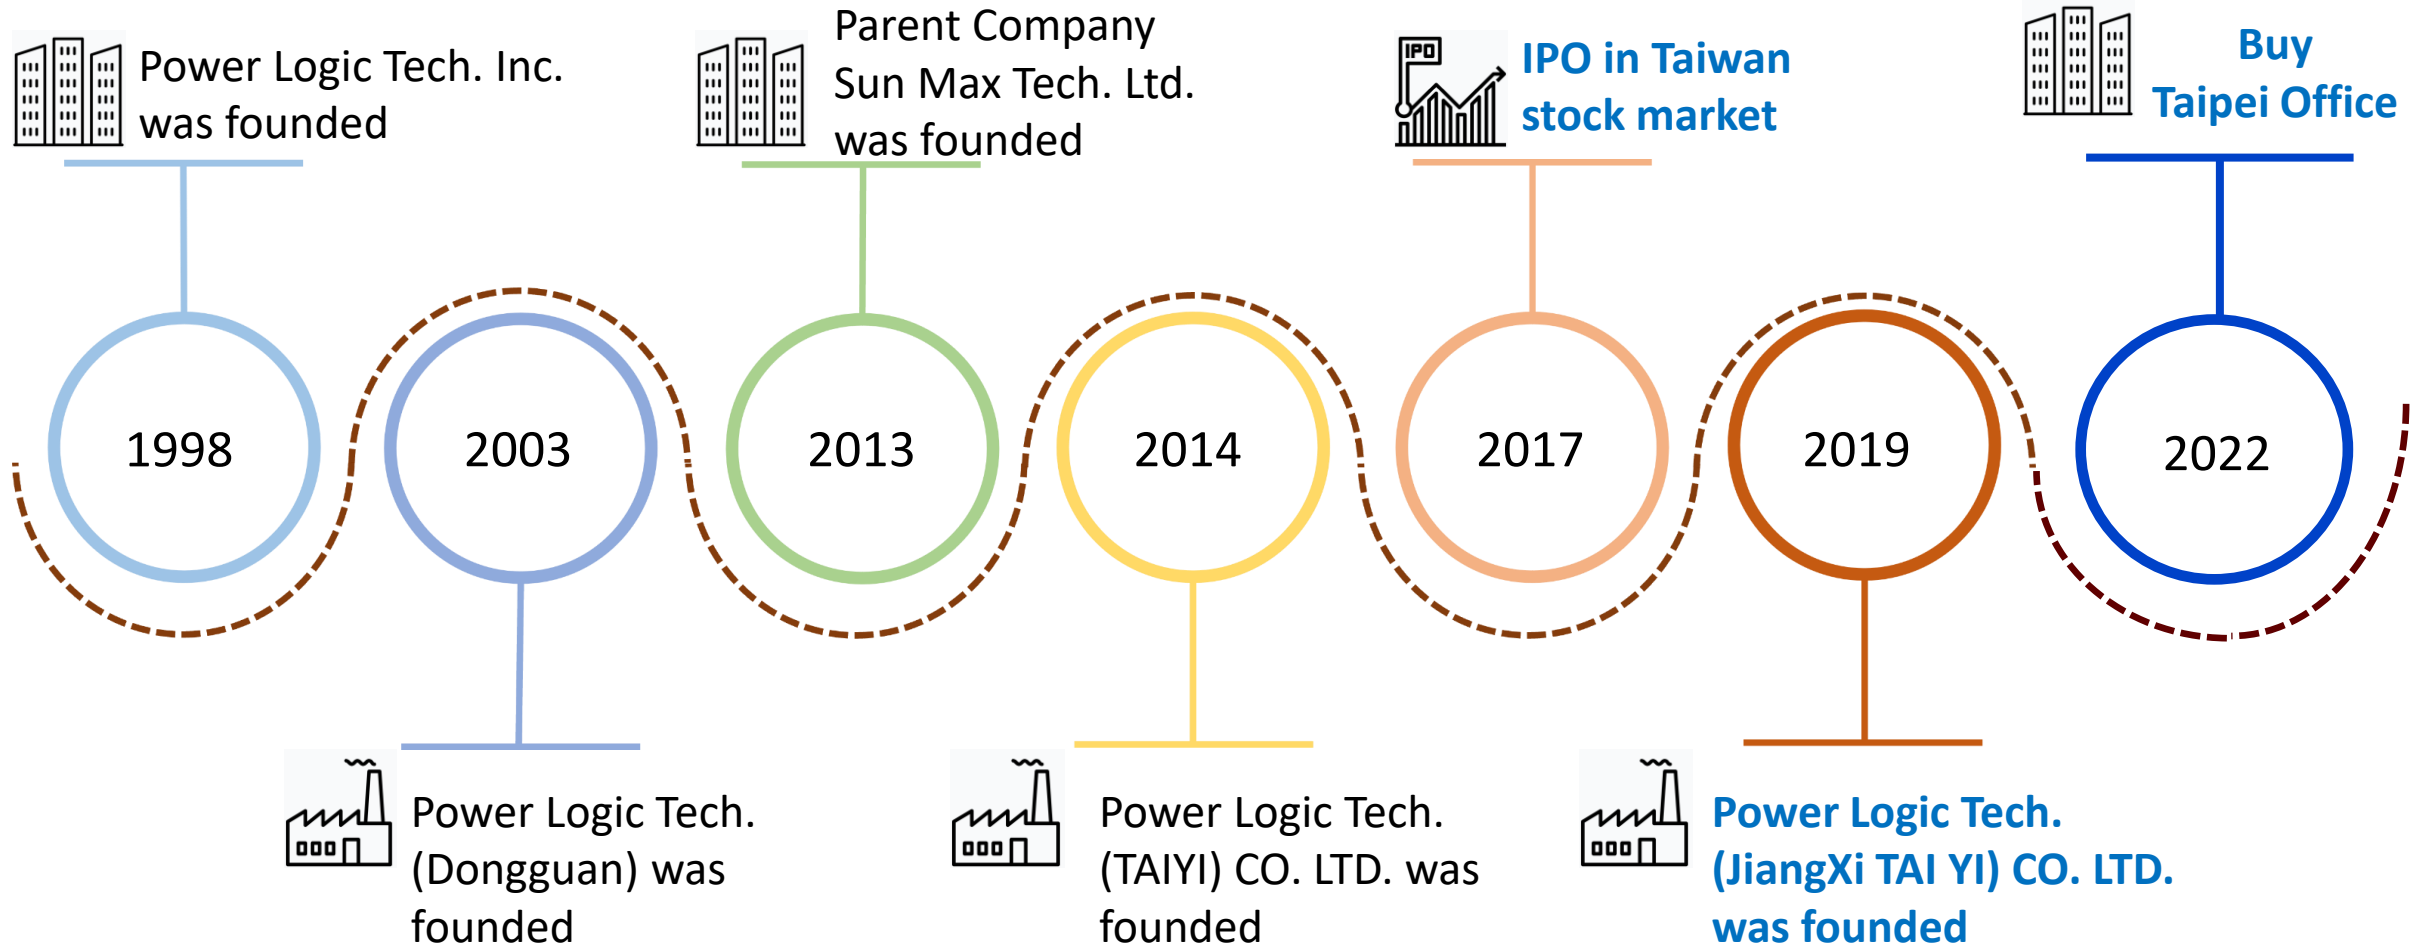 Power Logic Tech. Inc.
was founded
Parent Company
Sun Max Tech. Ltd.
was founded
IPO
IPO in Taiwan
stock market
Buy
Taipei Office
1998
2003
2013
2014
2017
2019
2022
Power Logic Tech.
(Dongguan) was
founded
Power Logic Tech.
(TAIYI) CO. LTD. was
founded
Power Logic Tech.
(JiangXi TAI YI) CO. LTD.
was founded